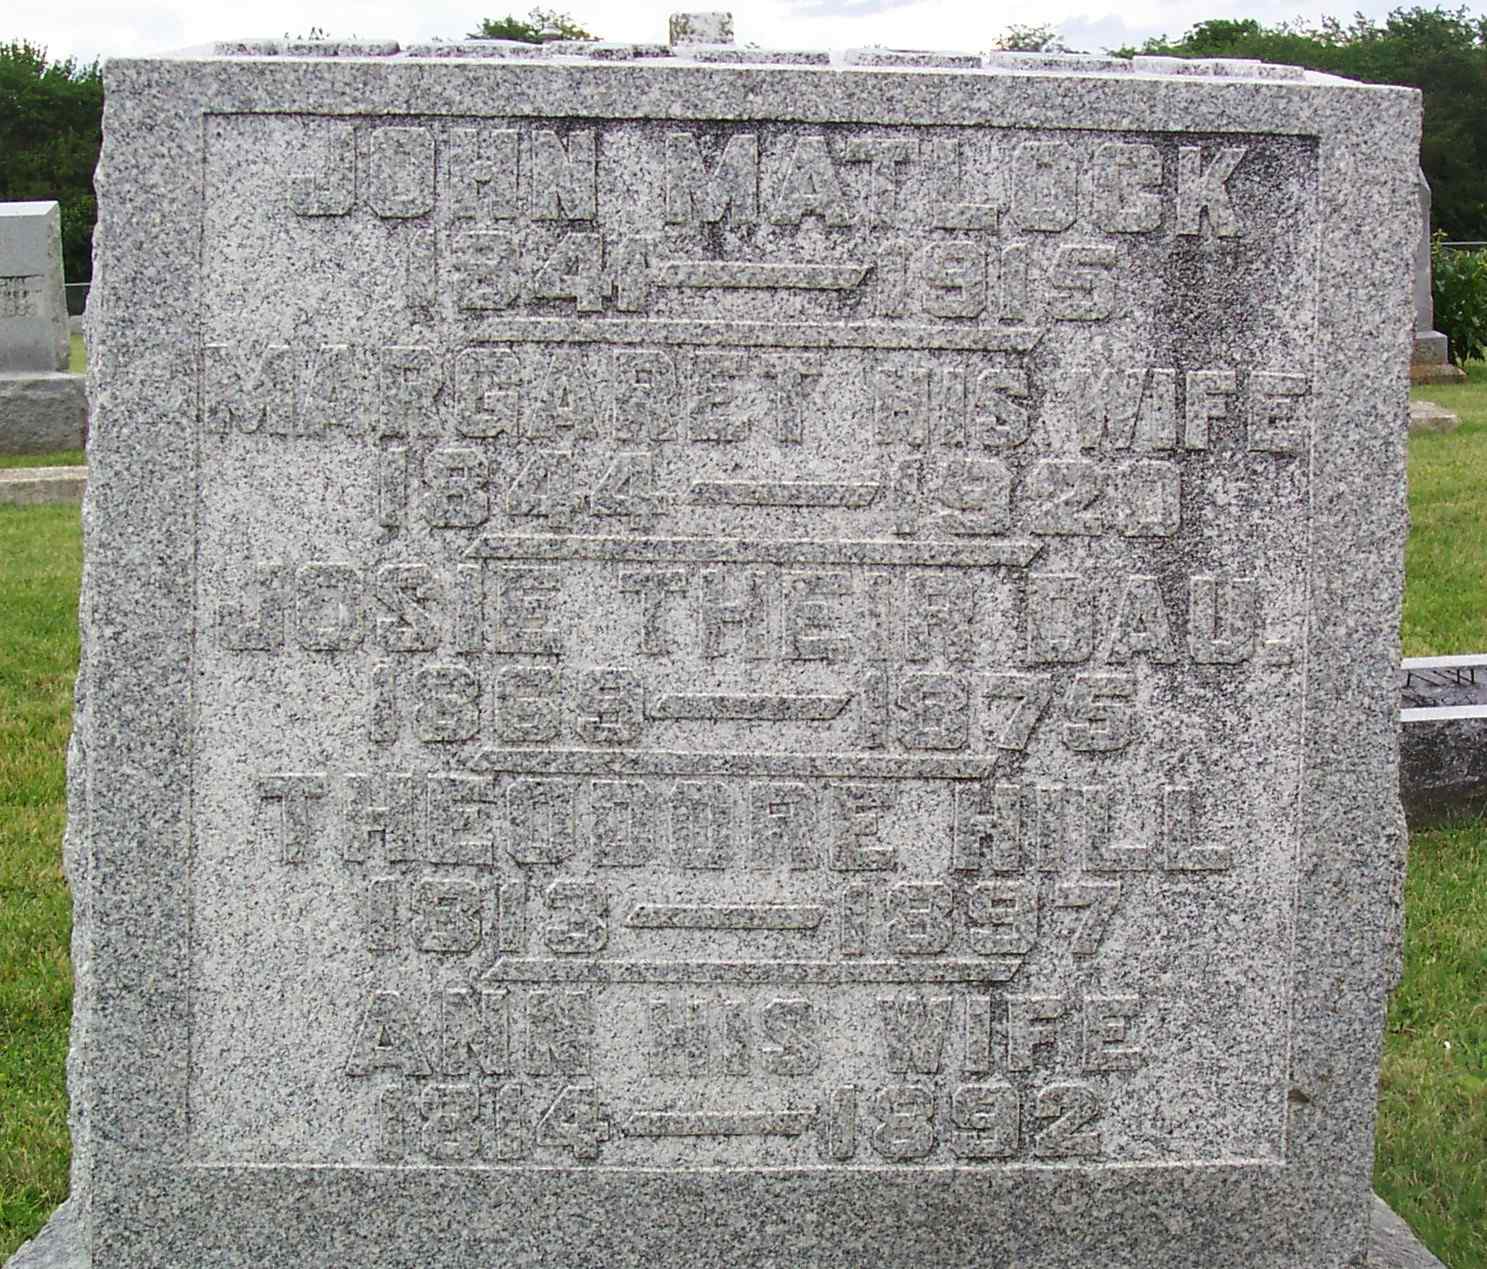 JOHN MATLOCK
1841 — 1915
MARGARET HIS WIFE
1844 — 1920
JOSIE THEIR DAU.
1868 — 1875
THEODORE HILL
1813 — 1897
ANN HIS WIFE
1814 — 1892